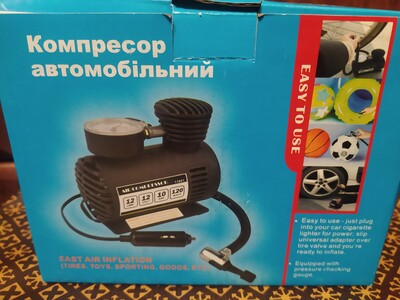 Компресор
автомобільний
EASY TO USE
AIR COMPRESSOR
12 12 10 120
EAST AIR INFLATION
(TIRES, TOYS, SPORTING, GOODS, ETC)
Easy to use - just plug
into your car cigarette
lighter for power, slip
universal adaptor over
tire valve and you're
ready to inflate.
Equipped with
pressure checking
gauge.